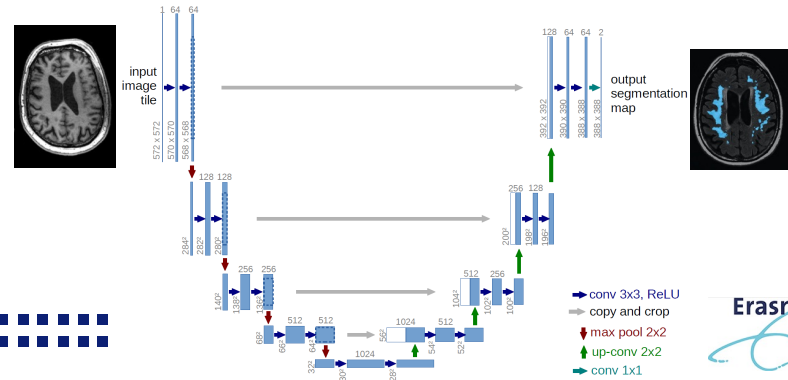 1 64 64
128 64 64 2
input
image
tile
output
segmentation
map
572 x 572
570 x 570
568 x 568
392 x 392
390 x 390
388 x 388
388 x 388
128 128
256 128
284²
282²
280²
200²
198²
196²
256 256
512 256
140²
138²
136²
104²
102²
100²
512 512
1024 512
68²
66²
64²
56²
54²
52²
1024
32²
30²
28²
conv 3x3, ReLU
copy and crop
max pool 2x2
up-conv 2x2
conv 1x1